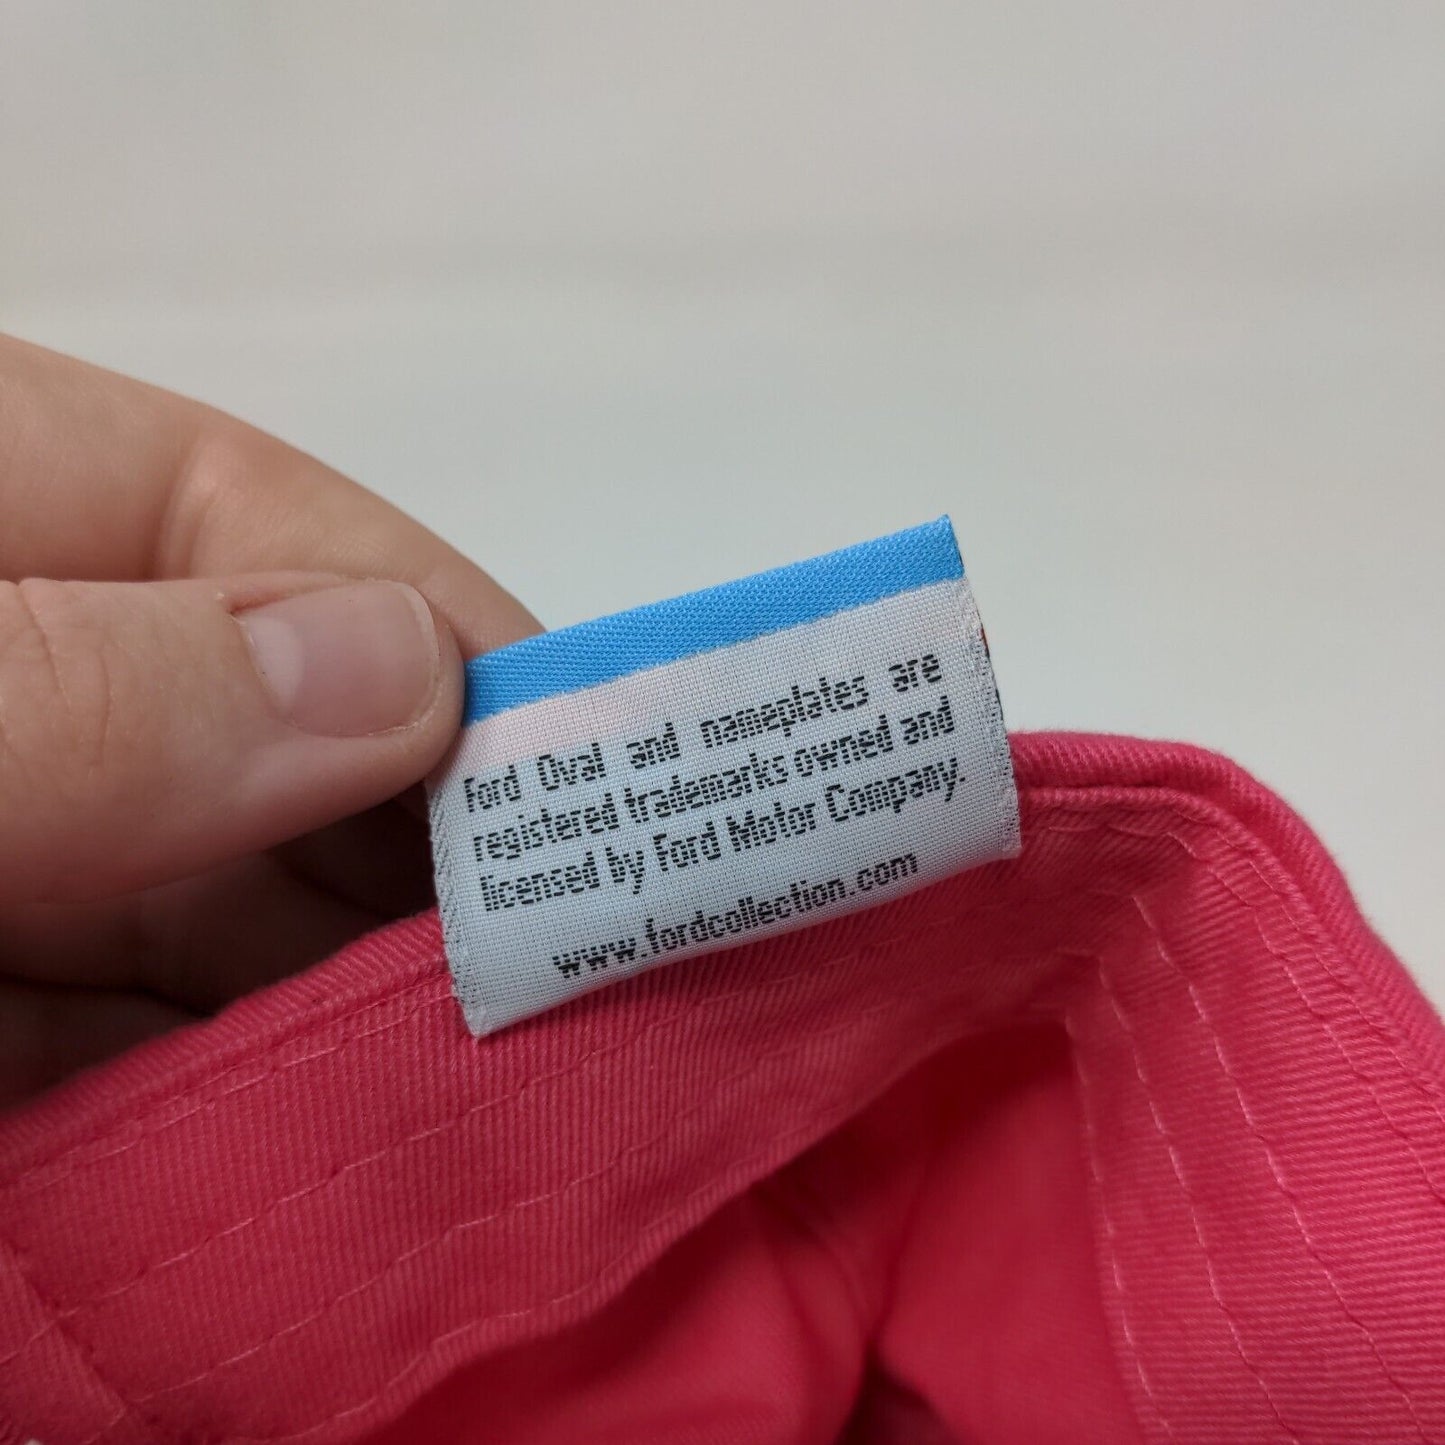 Ford Oval and nameplates are
registered trademarks owned and
licensed by Ford Motor Company.
www.fordcollection.com